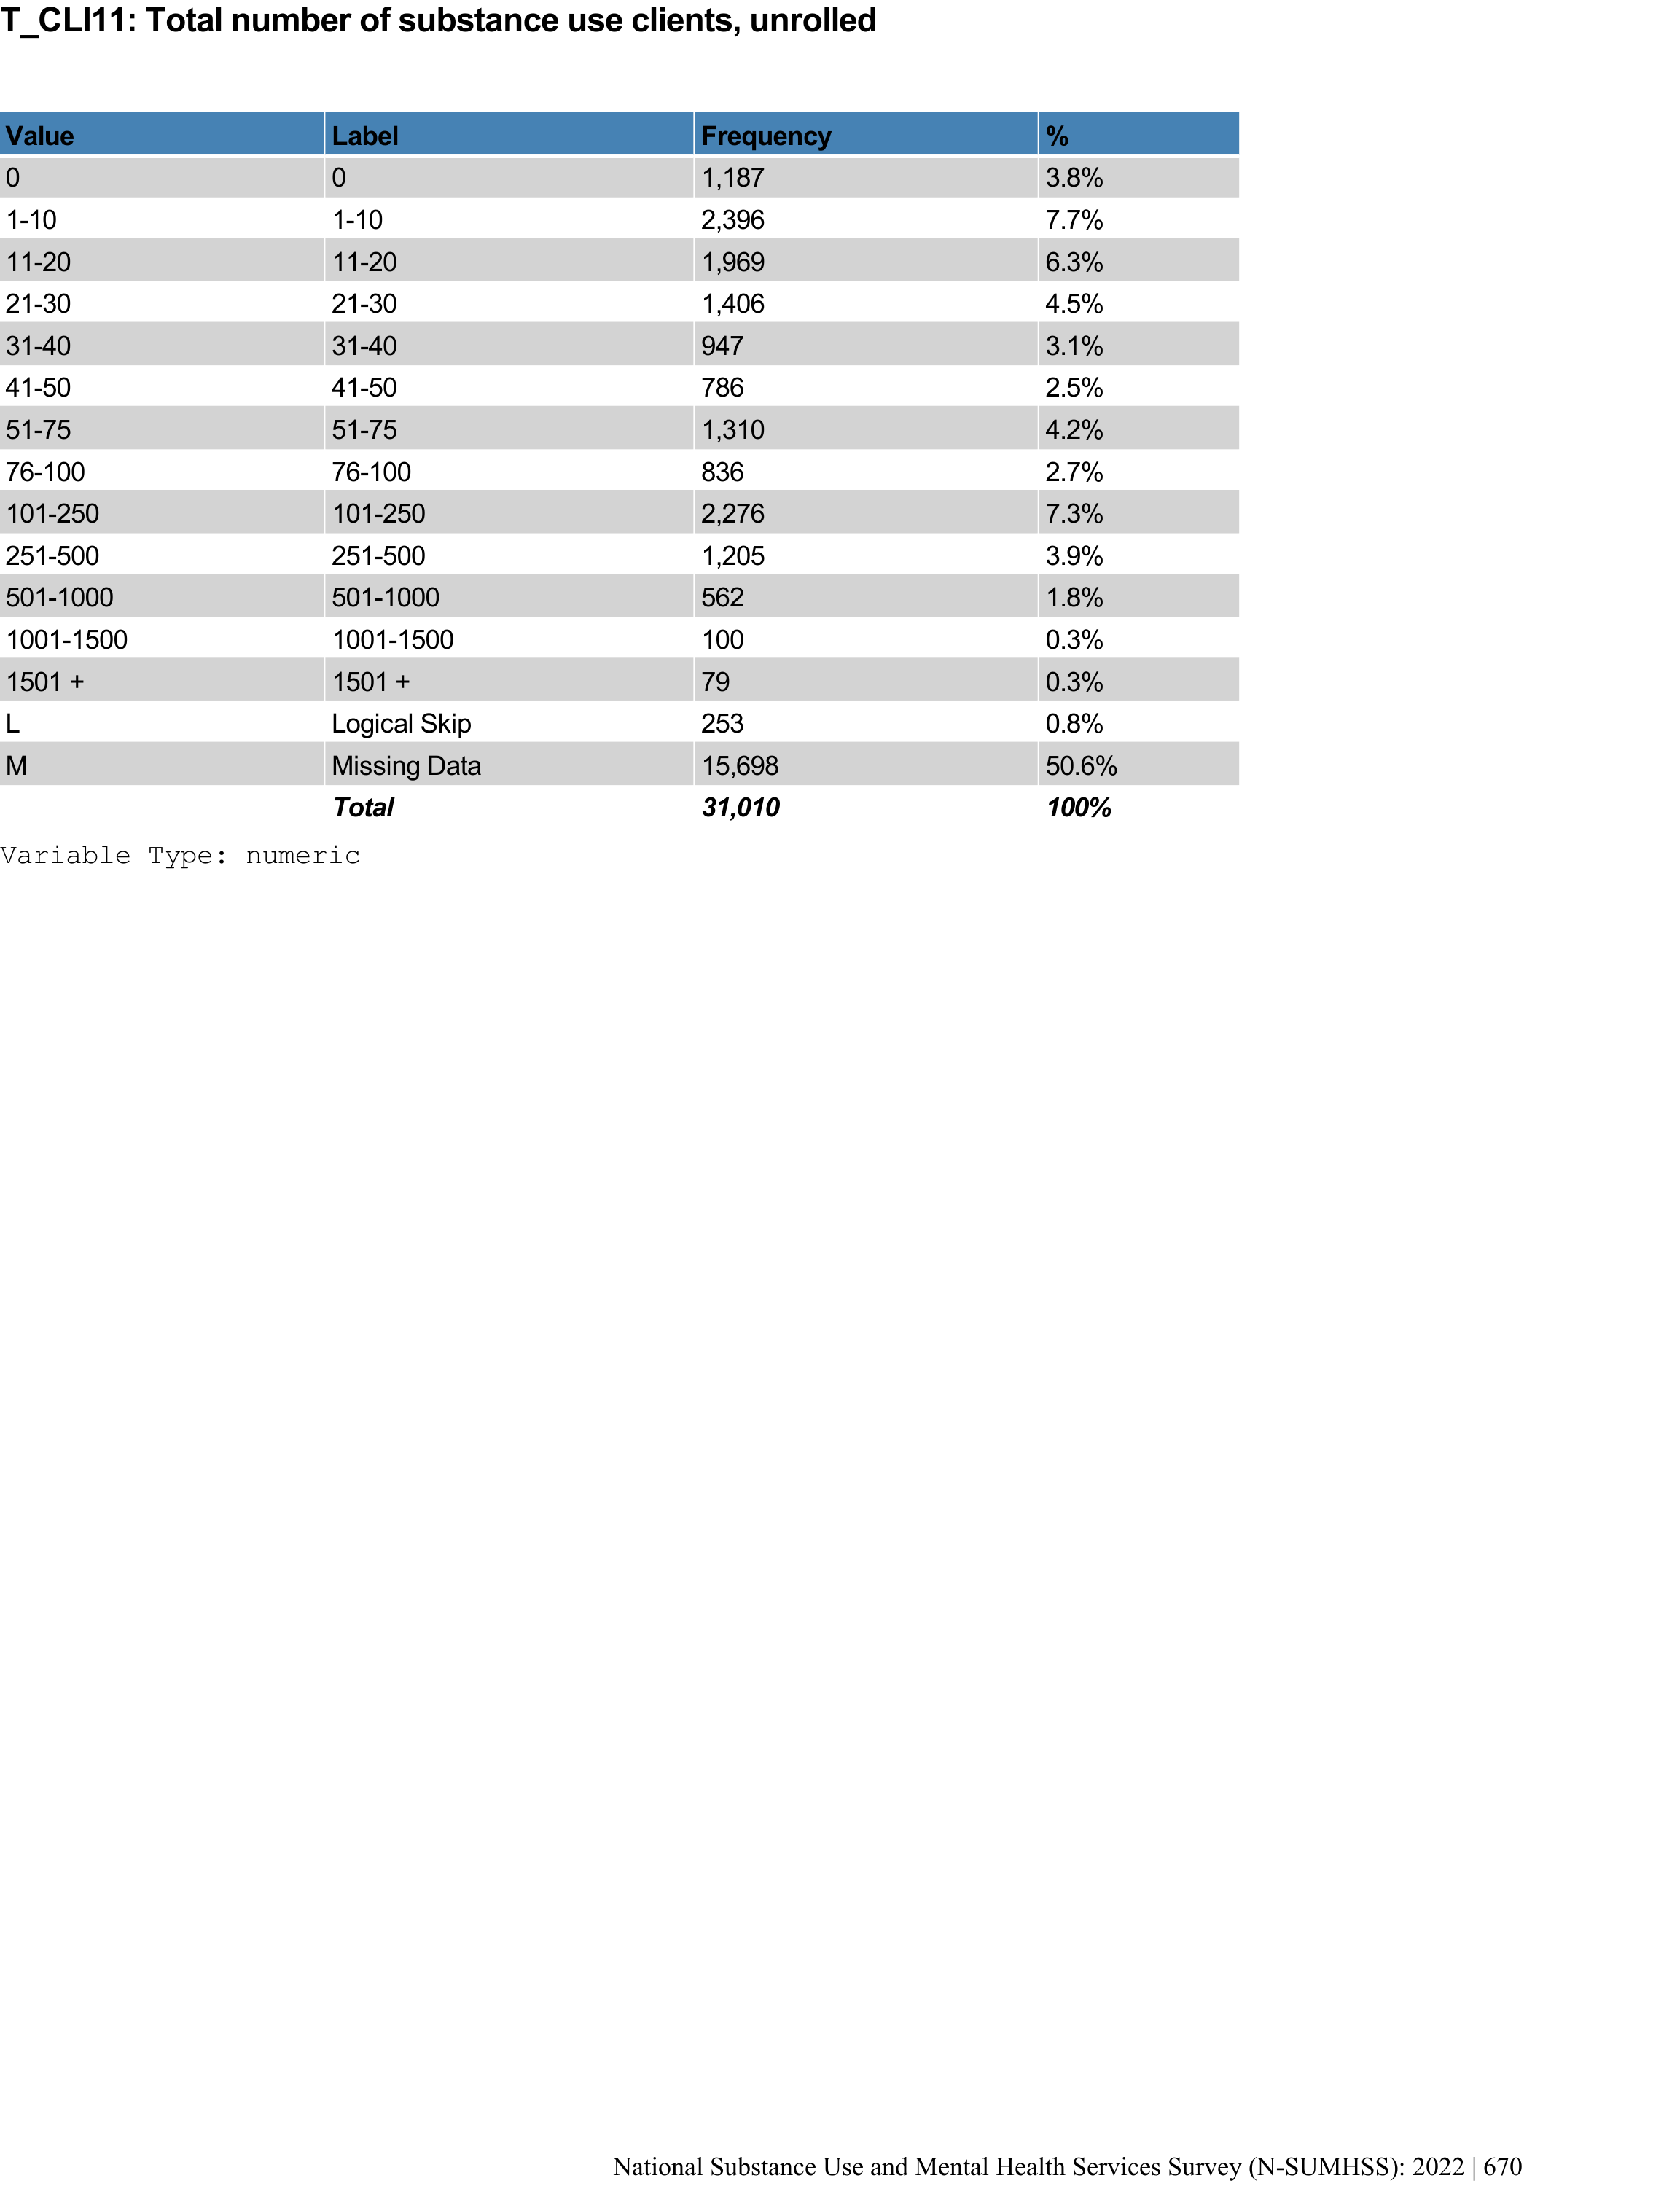 T_CLI11: Total number of substance use clients, unrolled
Value Label Frequency %
0 0 1,187 3.8%
1-10 1-10 2,396 7.7%
11-20 11-20 1,969 6.3%
21-30 21-30 1,406 4.5%
31-40 31-40 947 3.1%
41-50 41-50 786 2.5%
51-75 51-75 1,310 4.2%
76-100 76-100 836 2.7%
101-250 101-250 2,276 7.3%
251-500 251-500 1,205 3.9%
501-1000 501-1000 562 1.8%
1001-1500 1001-1500 100 0.3%
1501 + 1501 + 79 0.3%
L Logical Skip 253 0.8%
M Missing Data 15,698 50.6%
Total 31,010 100%
Variable Type: numeric
National Substance Use and Mental Health Services Survey (N-SUMHSS): 2022 | 670